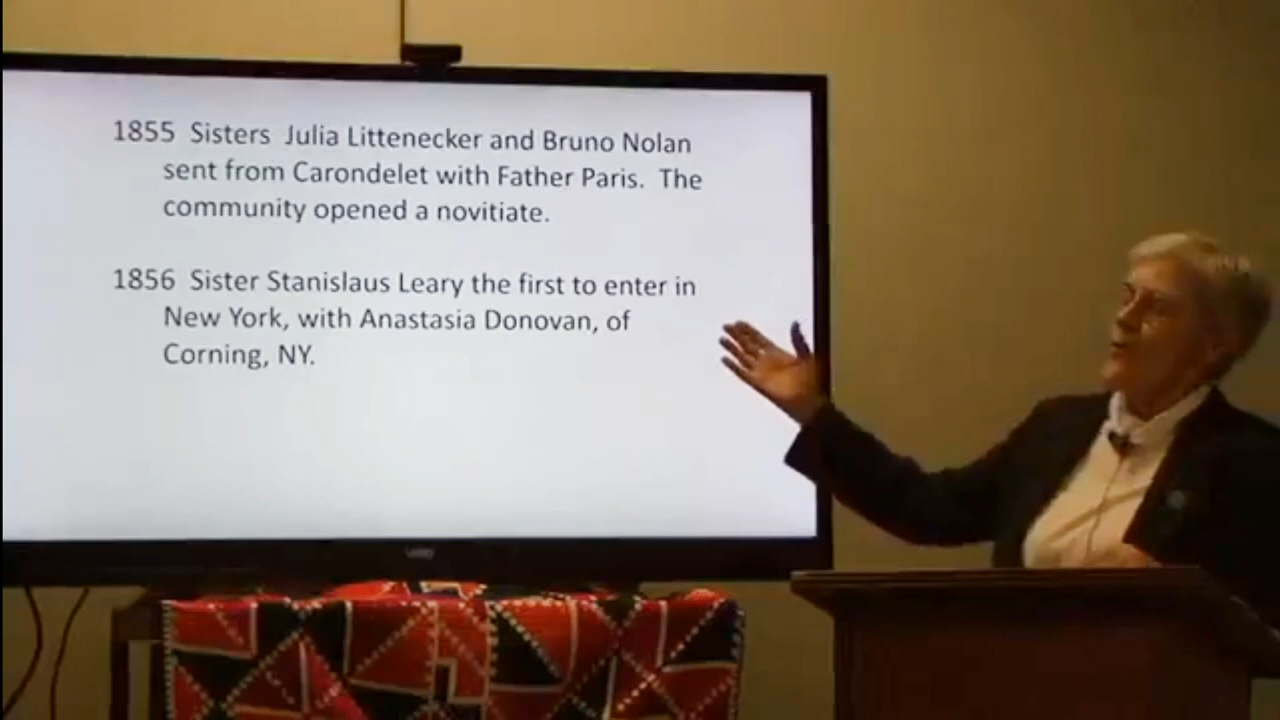 1855 Sisters Julia Littenecker and Bruno Nolan
sent from Carondelet with Father Paris. The
community opened a novitiate.
1856 Sister Stanislaus Leary the first to enter in
New York, with Anastasia Donovan, of
Corning, NY.